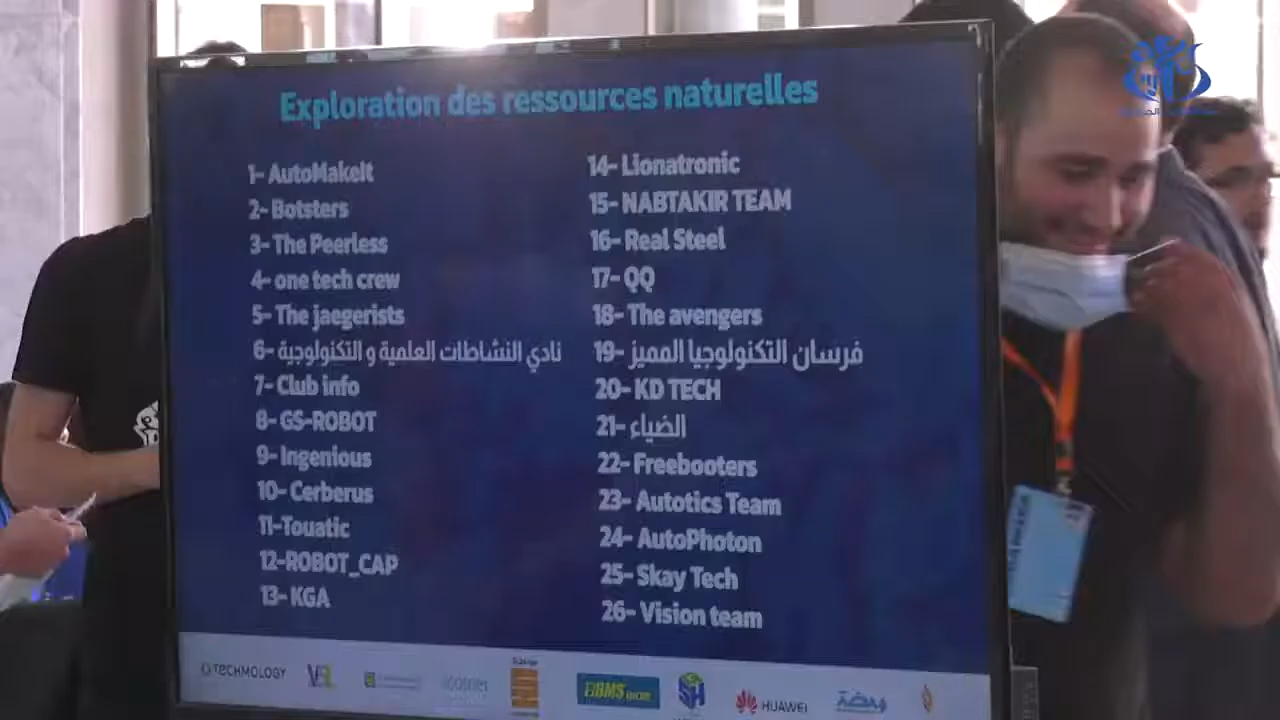 Exploration des ressources naturelles
1- AutoMakeIt
2- Botsters
3- The Peerless
4- one tech crew
5- The jaegerists
6- نادي النشاطات العلمية و التكنولوجية
7- Club info
8- GS-ROBOT
9- Ingenious
10- Cerberus
11-Touatic
12-ROBOT_CAP
13- KGA
14- Lionatronic
15- NABTAKIR TEAM
16- Real Steel
17- QQ
18- The avengers
19- فرسان التكنولوجيا المميز
20- KD TECH
21- الضياء
22- Freebooters
23- Autotics Team
24- AutoPhoton
25- Skay Tech
26- Vision team
TECHNOLOGY
HUAWEI
ومضة